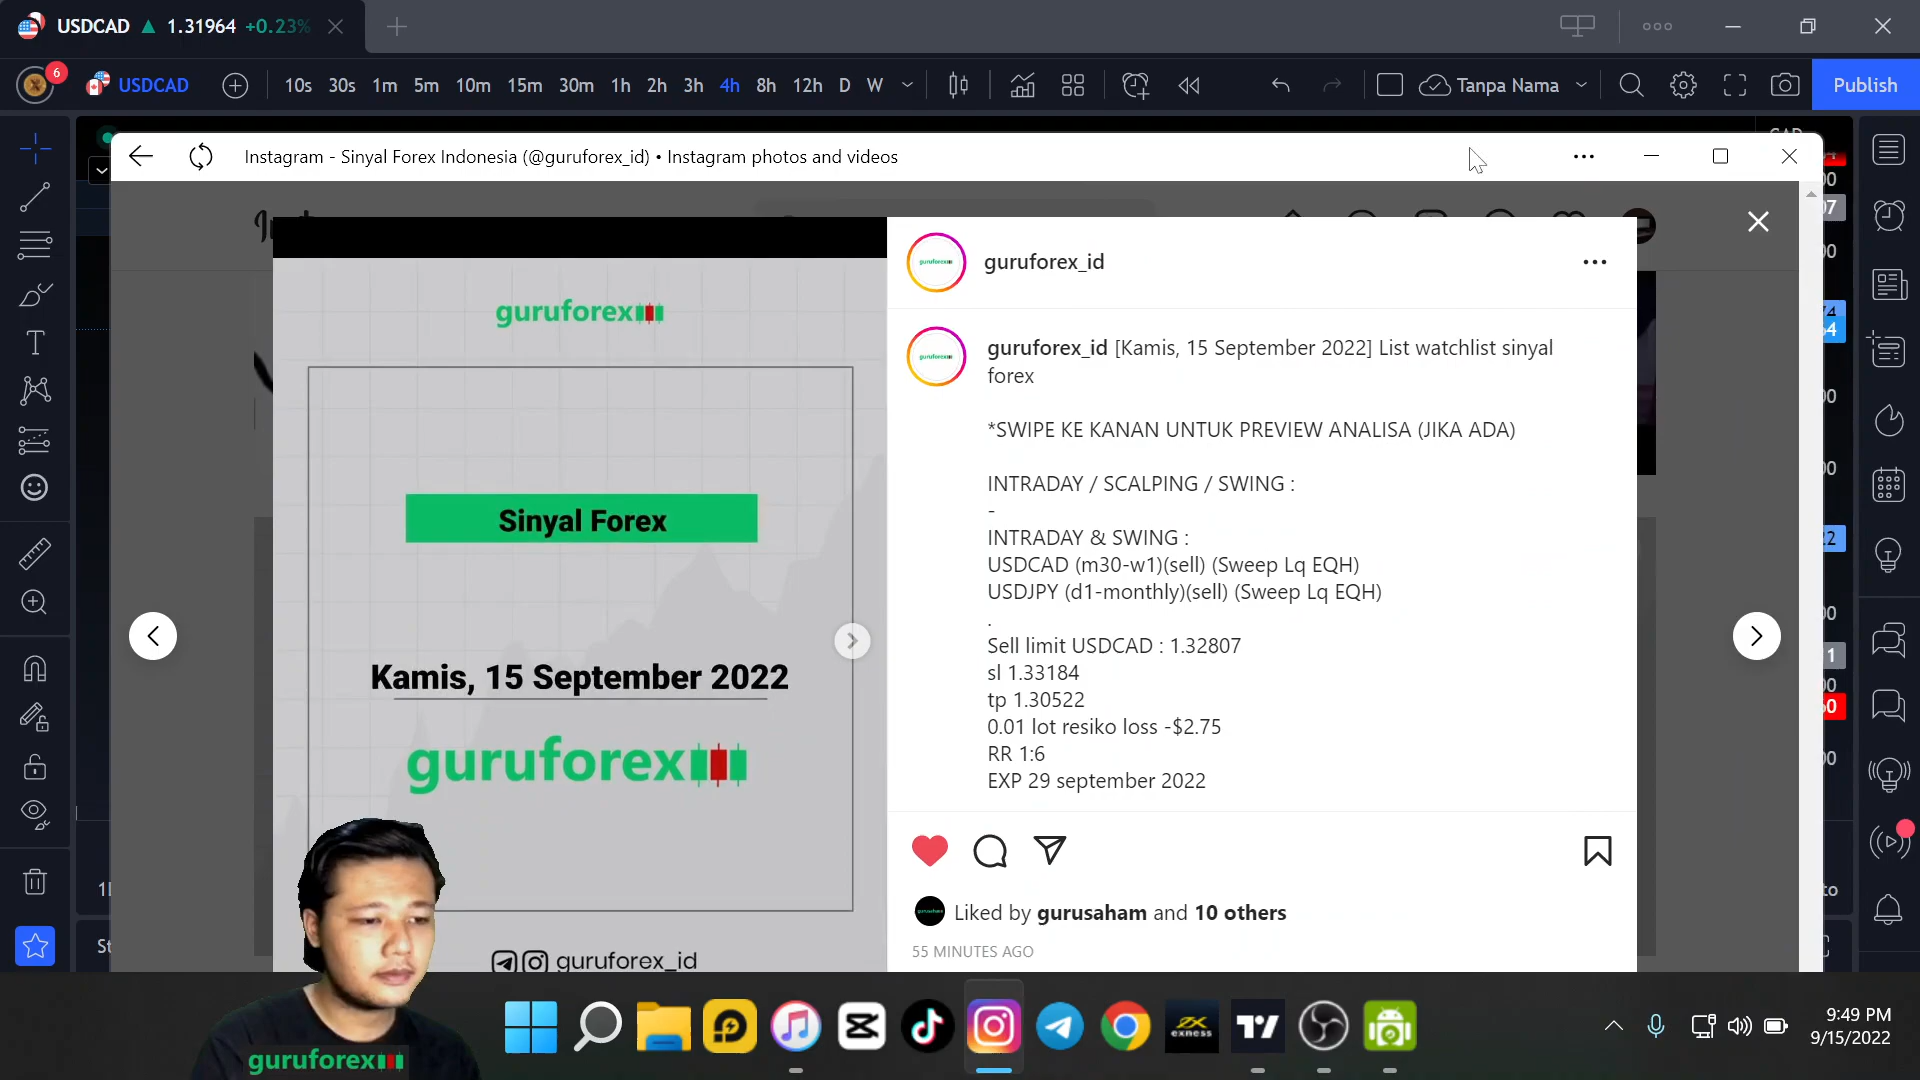 USDCAD ▲ 1.31964 +0.23%
6
USDCAD 10s 30s 1m 5m 10m 15m 30m 1h 2h 3h 4h 8h 12h D W Tanpa Nama Publish
Instagram - Sinyal Forex Indonesia (@guruforex_id) • Instagram photos and videos
guruforex
Sinyal Forex
Kamis, 15 September 2022
guruforex
guruforex_id
guruforex_id
guruforex_id [Kamis, 15 September 2022] List watchlist sinyal
forex
*SWIPE KE KANAN UNTUK PREVIEW ANALISA (JIKA ADA)
INTRADAY / SCALPING / SWING :
-
INTRADAY & SWING :
USDCAD (m30-w1)(sell) (Sweep Lq EQH)
USDJPY (d1-monthly)(sell) (Sweep Lq EQH)
.
Sell limit USDCAD : 1.32807
sl 1.33184
tp 1.30522
0.01 lot resiko loss -$2.75
RR 1:6
EXP 29 september 2022
Liked by gurusaham and 10 others
55 MINUTES AGO
exness
9:49 PM
9/15/2022
guruforex